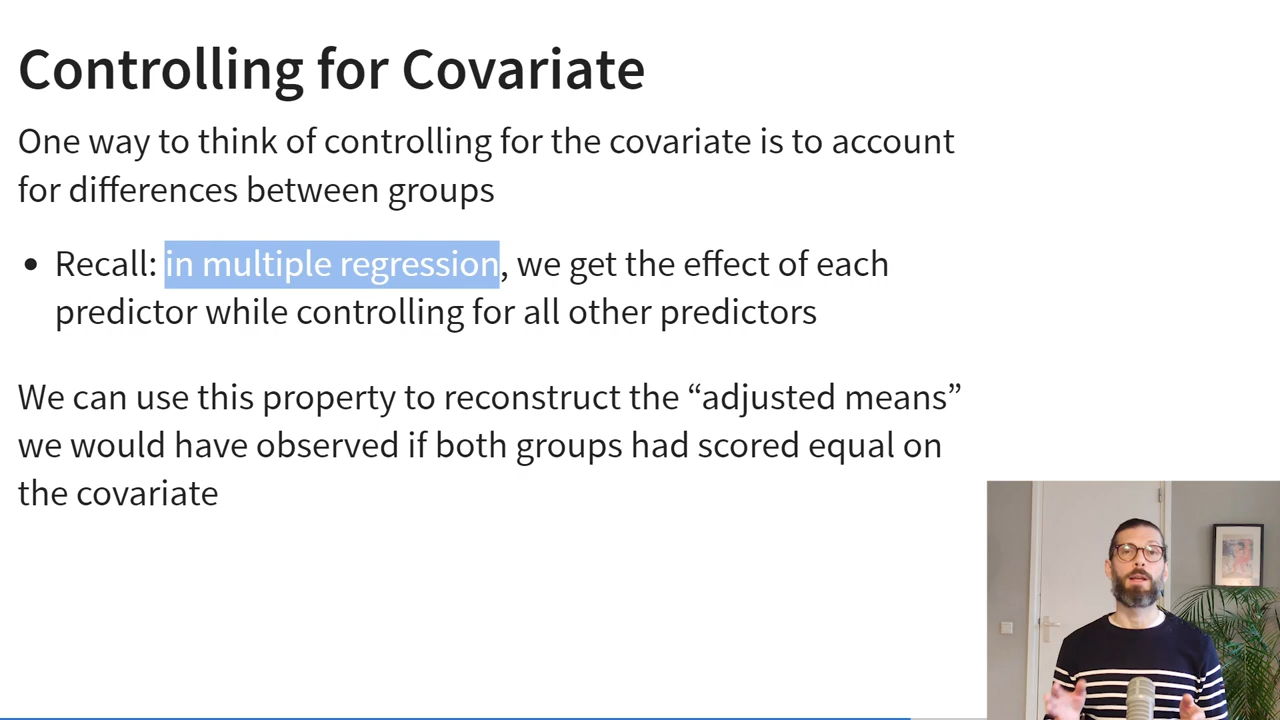 Controlling for Covariate
One way to think of controlling for the covariate is to account
for differences between groups
• Recall: in multiple regression, we get the effect of each
predictor while controlling for all other predictors
We can use this property to reconstruct the “adjusted means”
we would have observed if both groups had scored equal on
the covariate